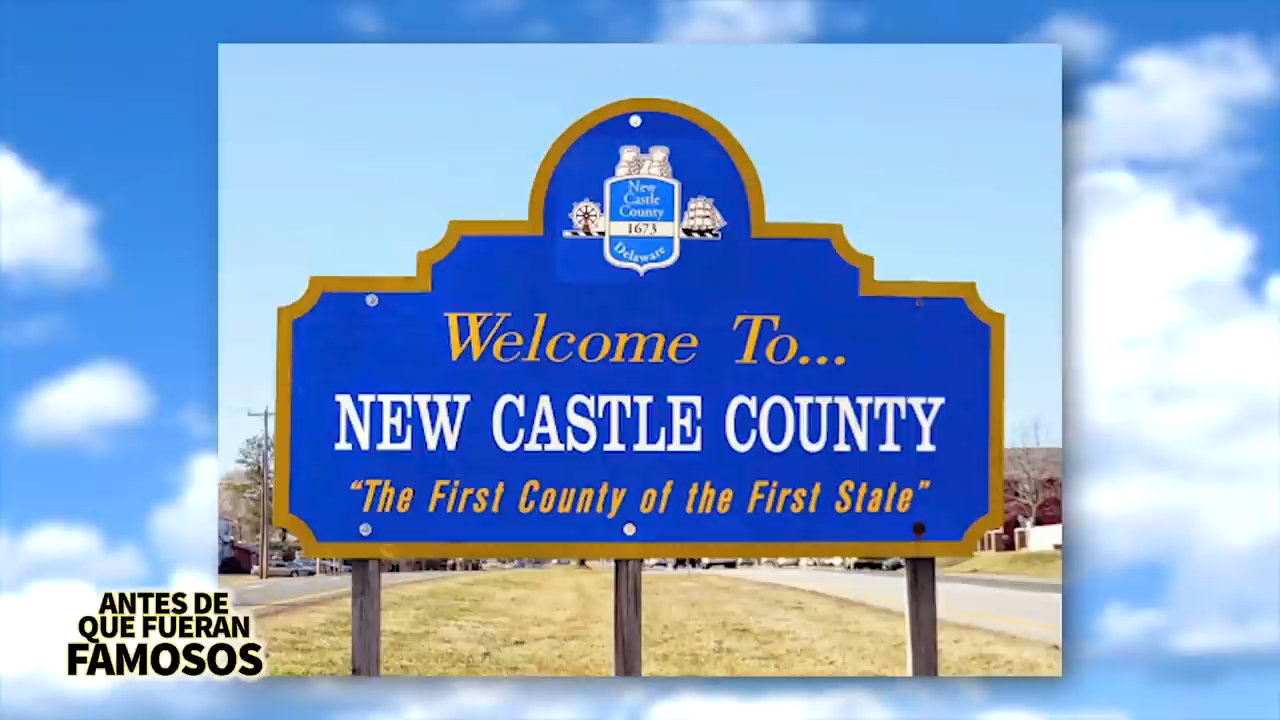 New
Castle
County
1673
Delaware
Welcome To...
NEW CASTLE COUNTY
“The First County of the First State”
ANTES DE
QUE FUERAN
FAMOSOS